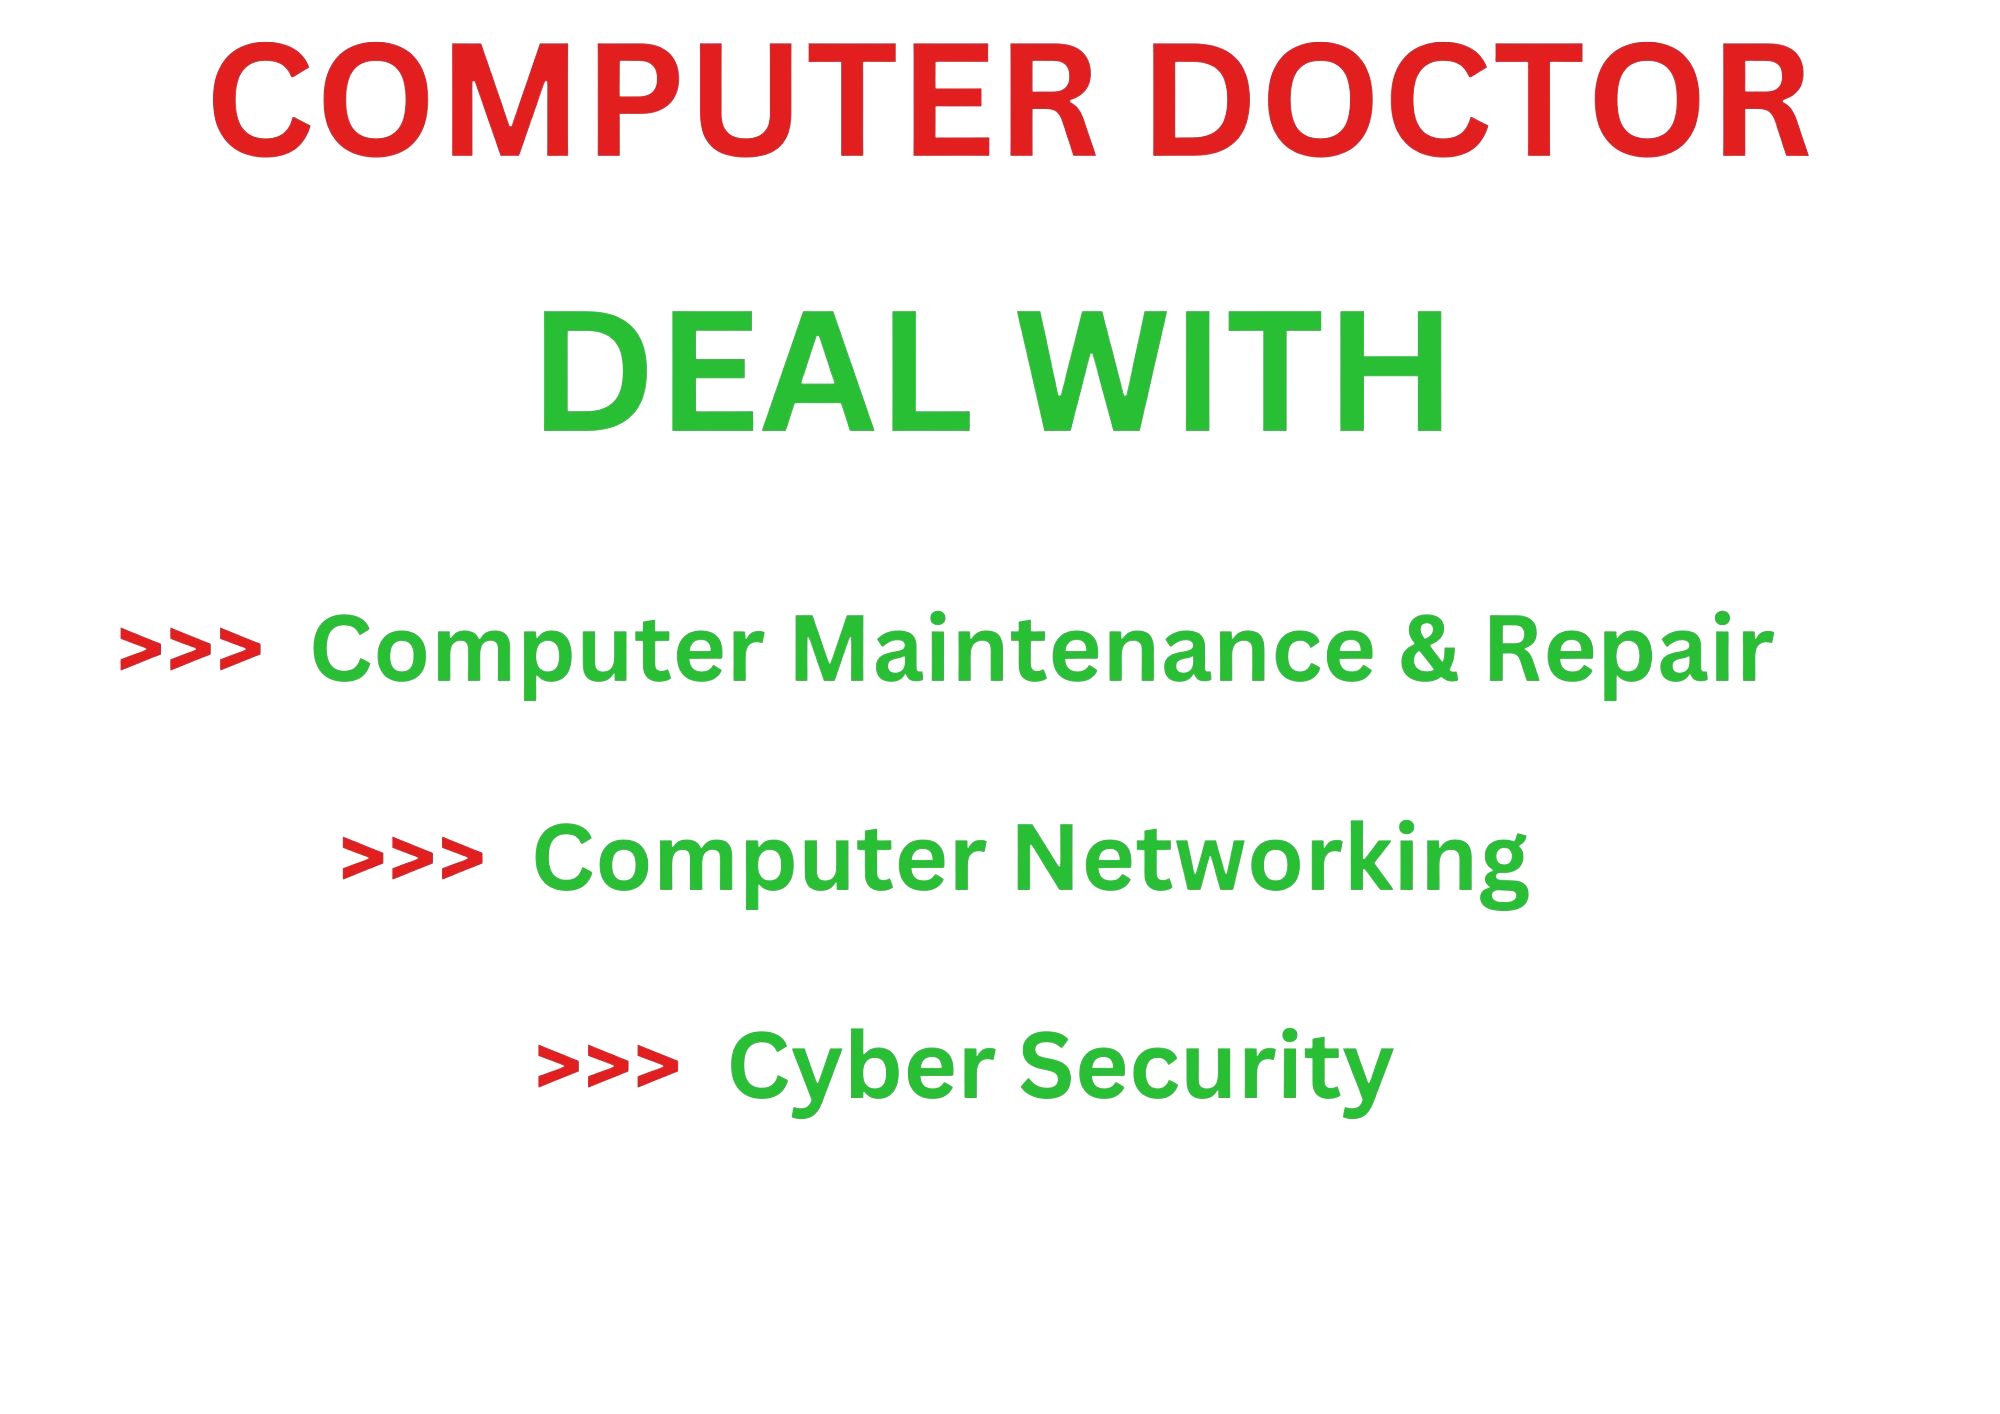 COMPUTER DOCTOR
DEAL WITH
>>> Computer Maintenance & Repair
>>> Computer Networking
>>> Cyber Security